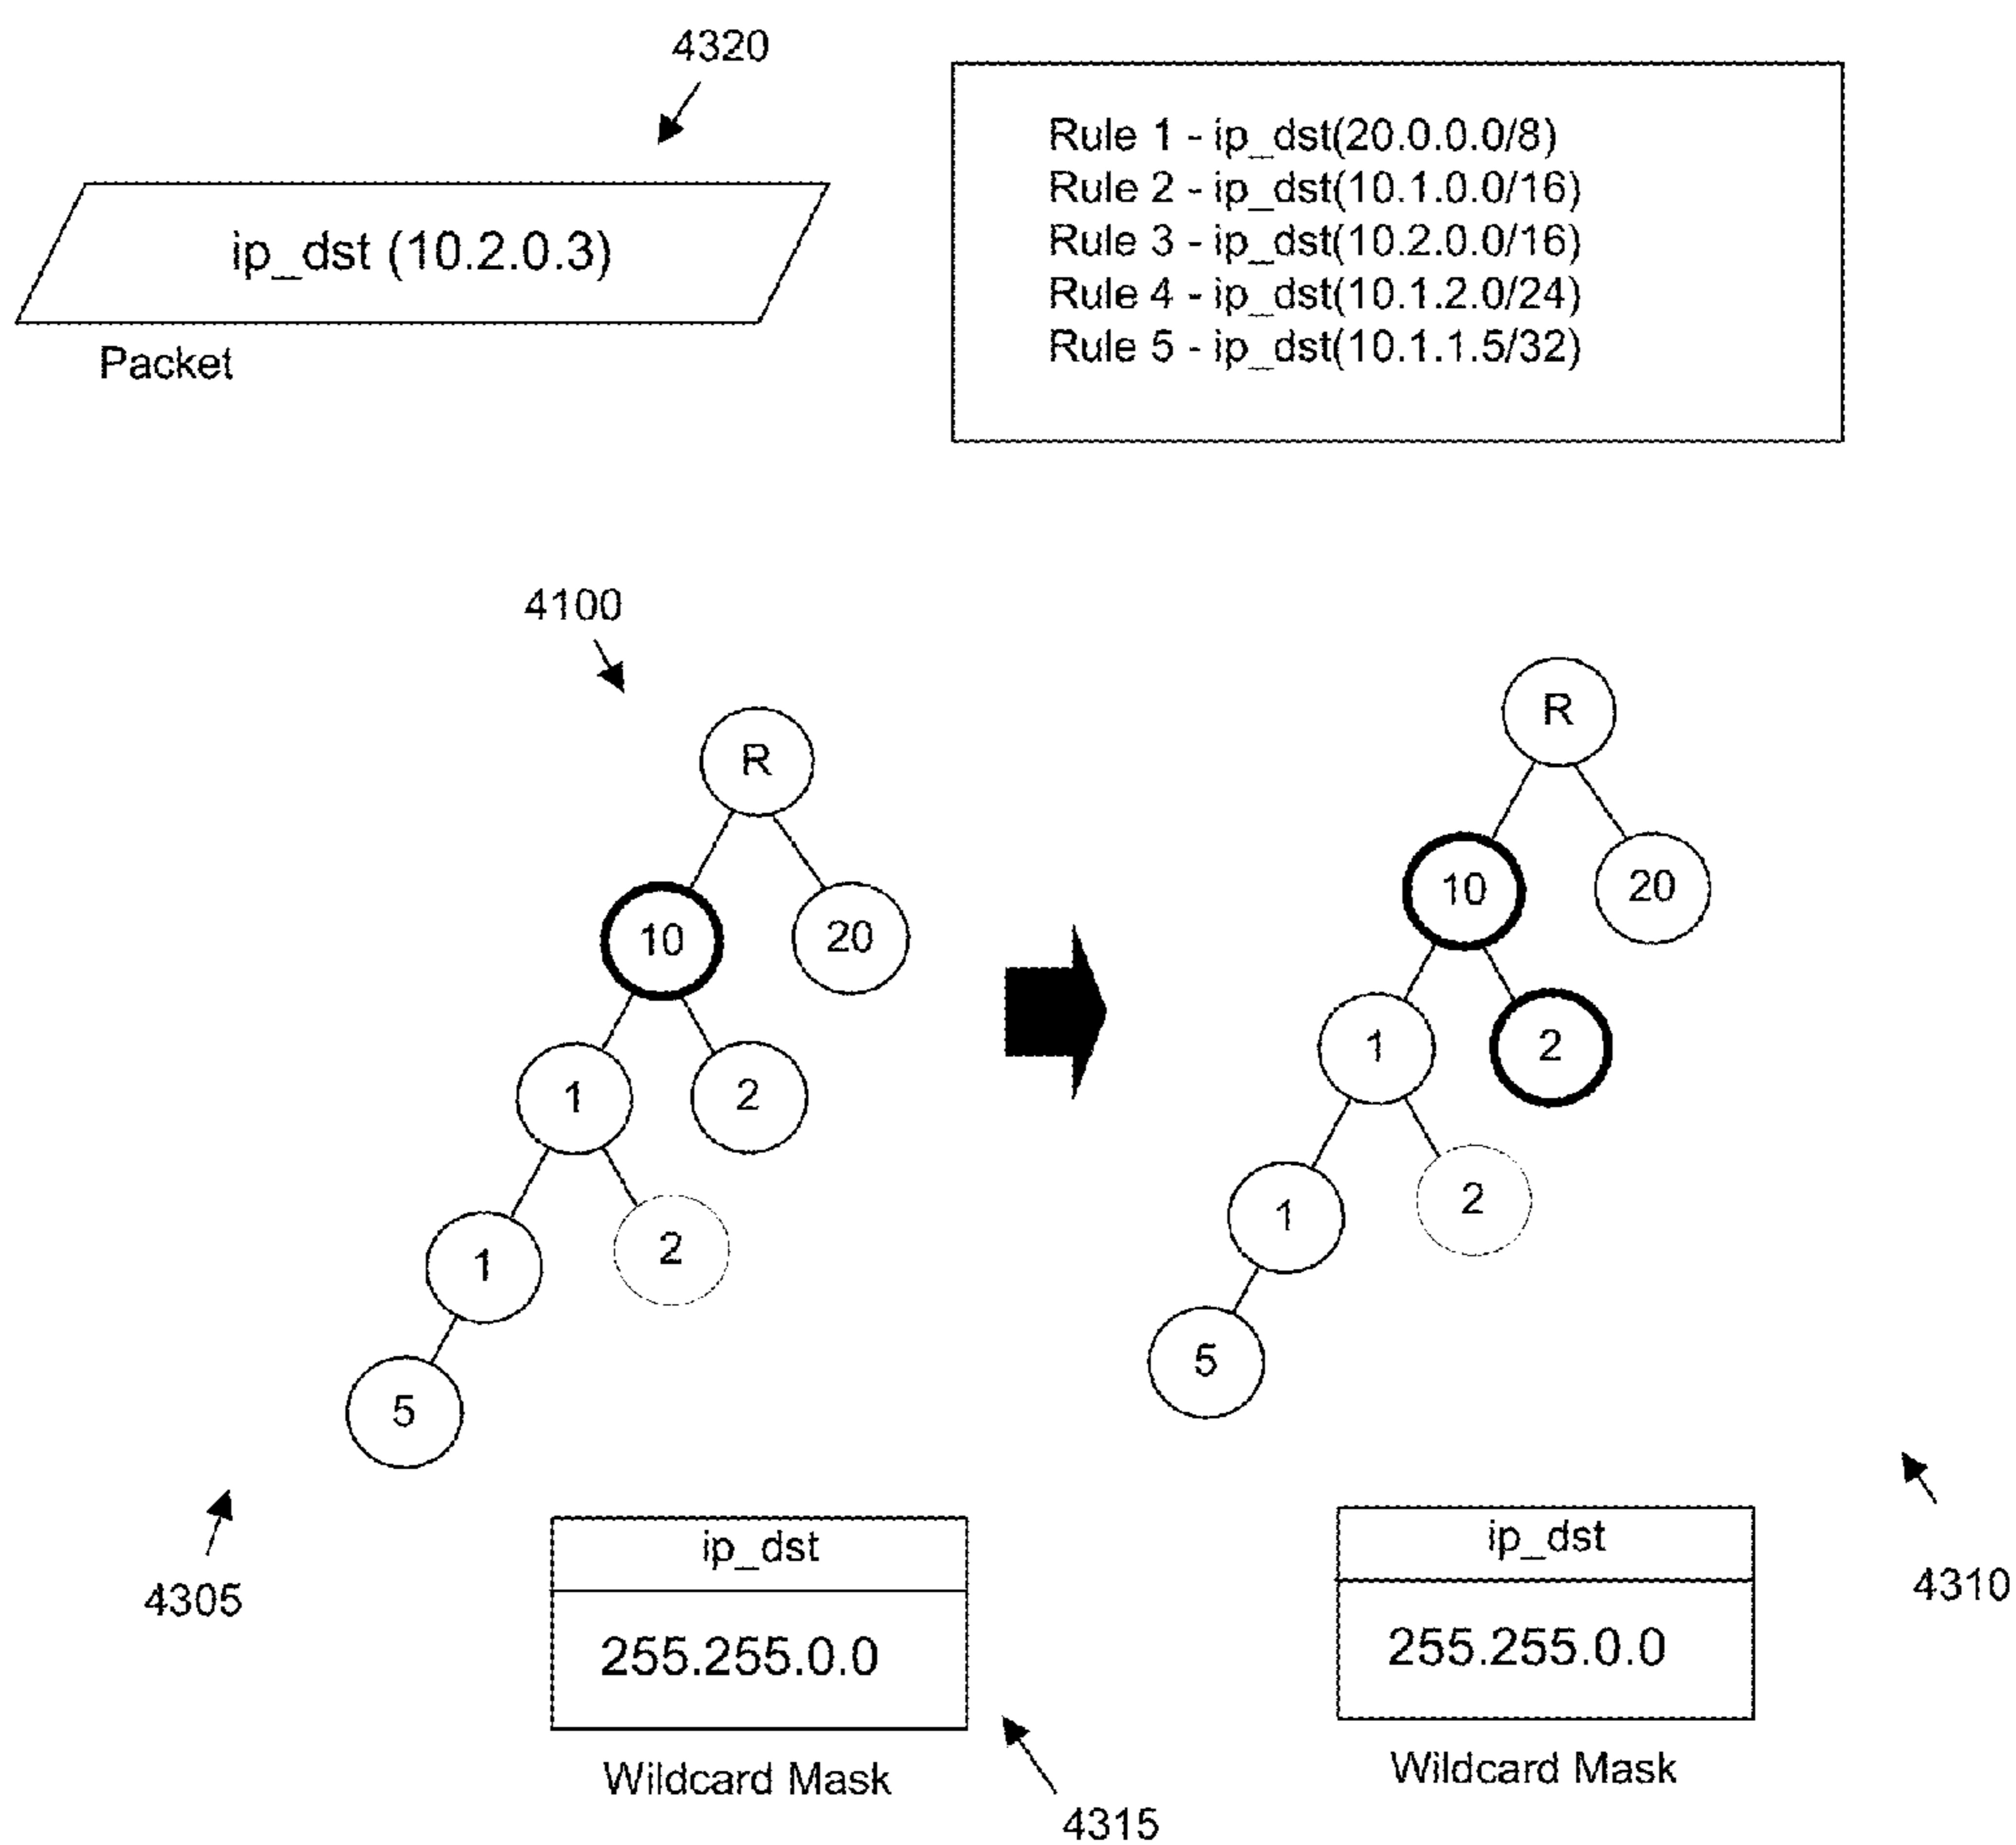 4320
ip_dst (10.2.0.3)
Packet
Rule 1 - ip_dst(20.0.0.0/8)
Rule 2 - ip_dst(10.1.0.0/16)
Rule 3 - ip_dst(10.2.0.0/16)
Rule 4 - ip_dst(10.1.2.0/24)
Rule 5 - ip_dst(10.1.1.5/32)
4100
R
10
20
1
2
1
2
5
4305
ip_dst
255.255.0.0
Wildcard Mask
4315
R
10
20
1
2
1
2
5
4310
ip_dst
255.255.0.0
Wildcard Mask